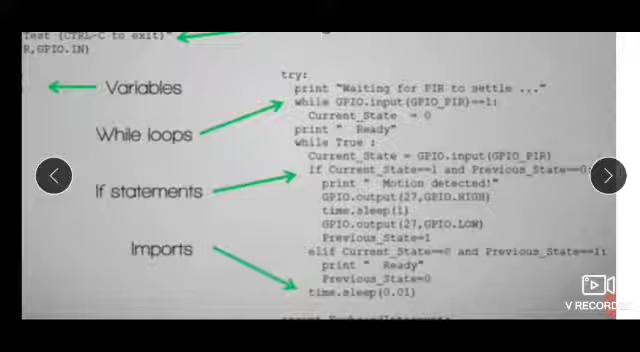 Test (CTRL-C to exit)"
R,GPIO.IN)
try:
print "Waiting for PIR to settle ..."
while GPIO.input(GPIO_PIR)==1:
Current_State = 0
print " Ready"
while True :
Current_State = GPIO.input(GPIO_PIR)
if Current_State==1 and Previous_State==0:
print " Motion detected!"
GPIO.output(27,GPIO.HIGH)
time.sleep(1)
GPIO.output(27,GPIO.LOW)
Previous_State=1
elif Current_State==0 and Previous_State==1:
print " Ready"
Previous_State=0
time.sleep(0.01)
Variables
While loops
If statements
Imports
V RECORDER